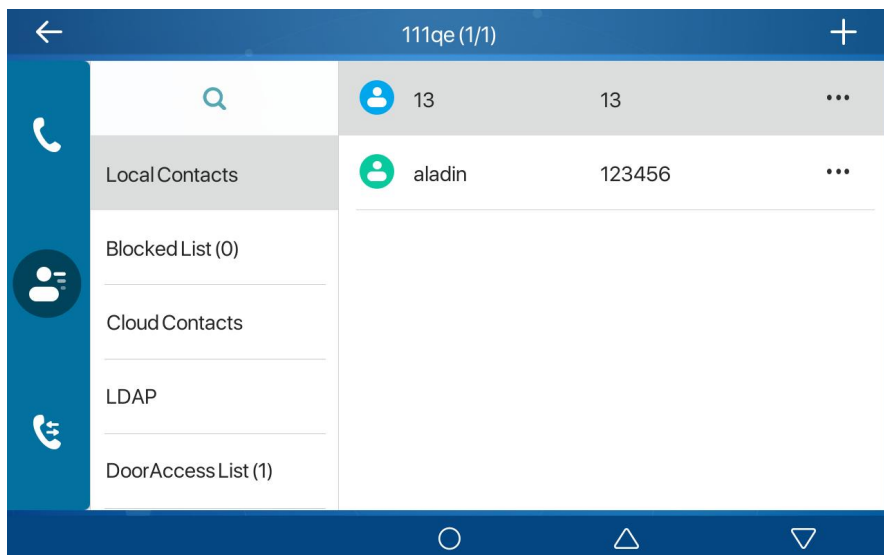 111qe (1/1)
13 13
Local Contacts
aladin 123456
Blocked List (0)
Cloud Contacts
LDAP
DoorAccess List (1)